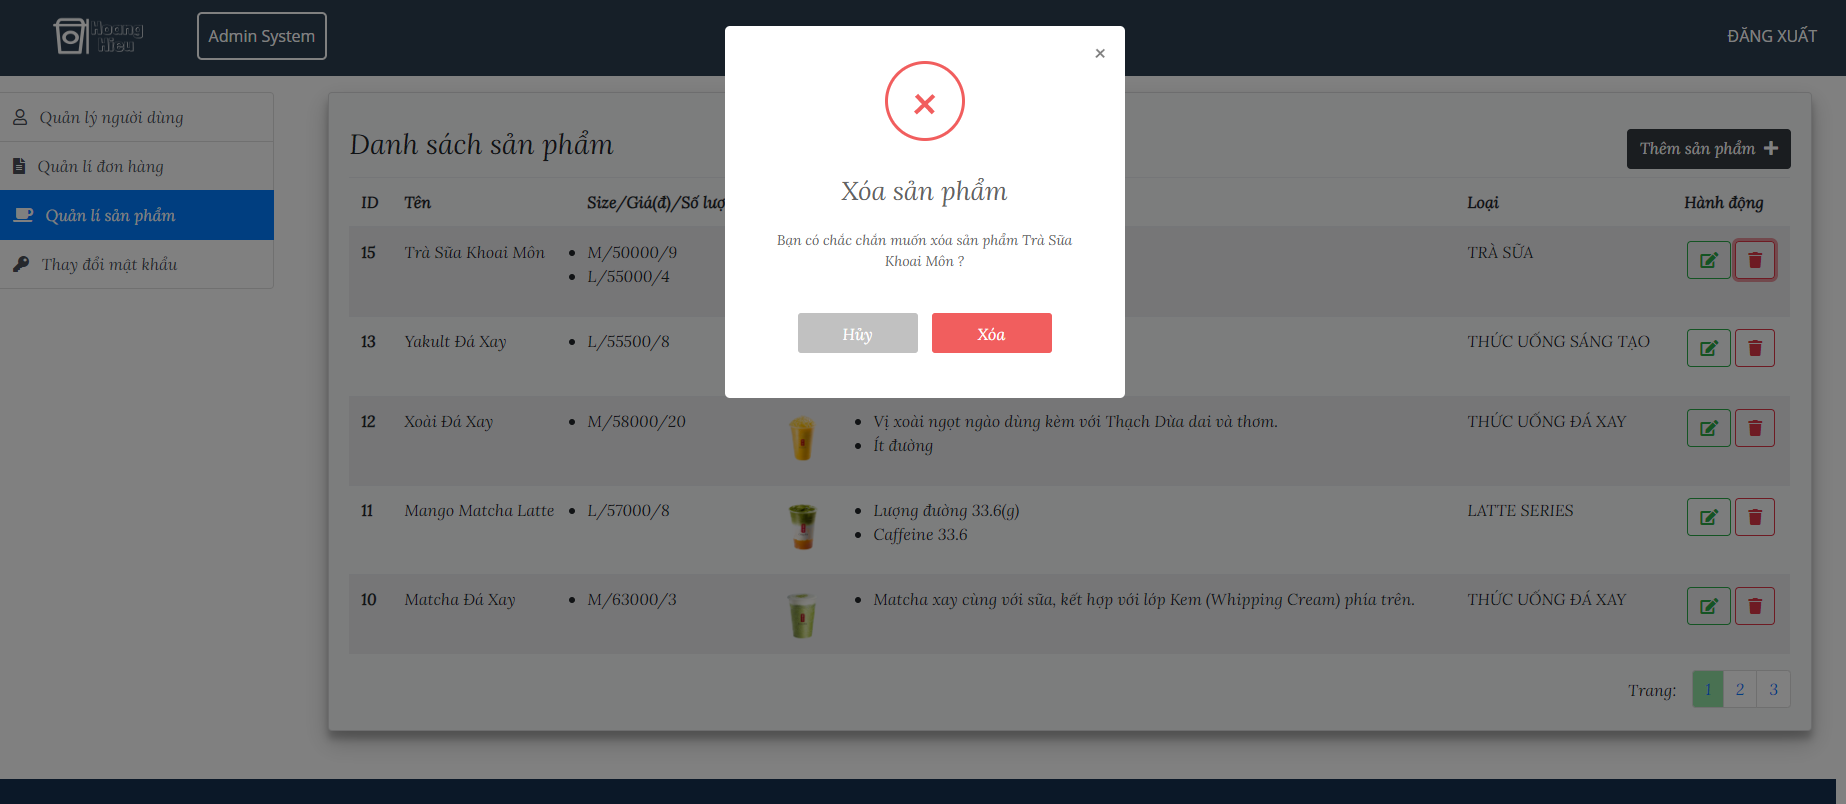 Hoang
Hieu
Admin System
ĐĂNG XUẤT
×
Quản lý người dùng
Quản lí đơn hàng
Quản lí sản phẩm
Thay đổi mật khẩu
Danh sách sản phẩm
Thêm sản phẩm
Xóa sản phẩm
Bạn có chắc chắn muốn xóa sản phẩm Trà Sữa
Khoai Môn ?
Hủy Xóa
ID Tên Size/Giá(đ)/Số Loại Hành động
15 Trà Sữa Khoai Môn • M/50000/9 TRÀ SỮA
• L/55000/4
13 Yakult Đá Xay • L/55500/8 THỨC UỐNG SÁNG TẠO
12 Xoài Đá Xay • M/58000/20 • Vị xoài ngọt ngào dùng kèm với Thạch Dừa dai và thơm. THỨC UỐNG ĐÁ XAY
• Ít đường
11 Mango Matcha Latte • L/57000/8 • Lượng đường 33.6(g) LATTE SERIES
• Caffeine 33.6
10 Matcha Đá Xay • M/63000/3 • Matcha xay cùng với sữa, kết hợp với lớp Kem (Whipping Cream) phía trên. THỨC UỐNG ĐÁ XAY
Trang: 1 2 3